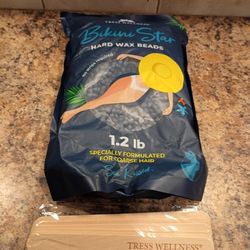 TRESS WELLNESS
Bikini Star
HARD WAX BEADS
1.2 lb
SPECIALLY FORMULATED
FOR COARSE HAIR
TRESS WELLNESS